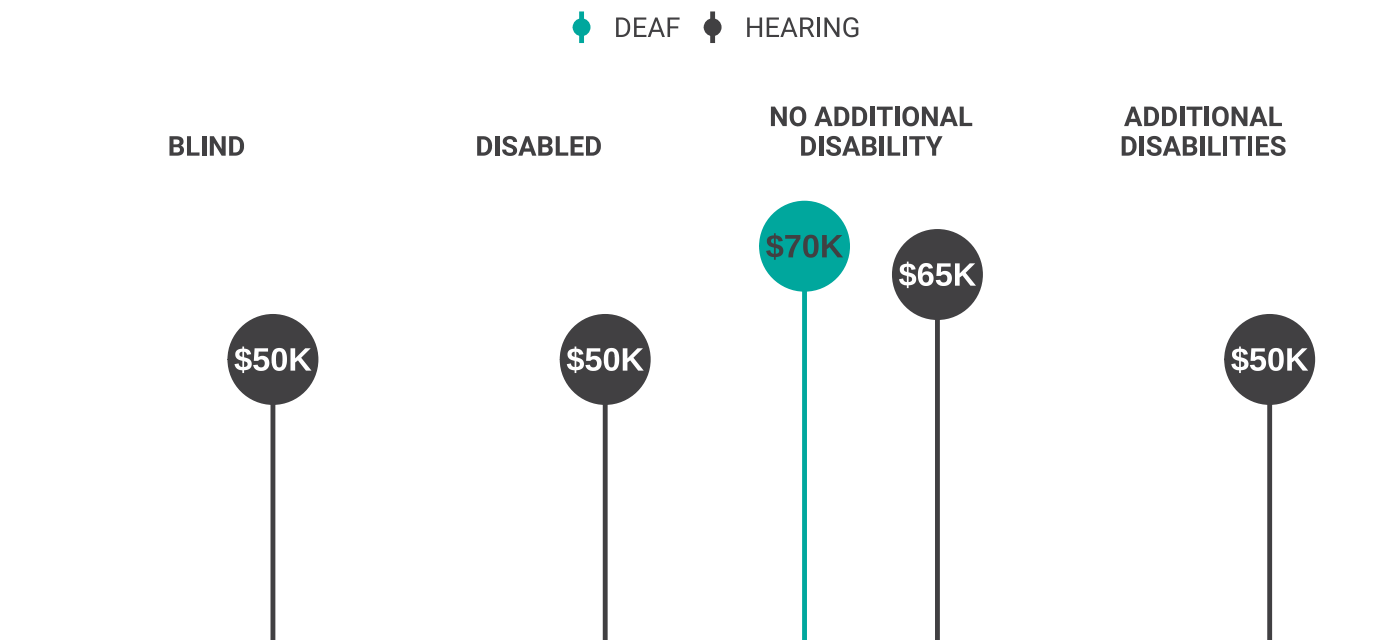 DEAF HEARING
BLIND
DISABLED
NO ADDITIONAL
DISABILITY
ADDITIONAL
DISABILITIES
$70K
$65K
$50K
$50K
$50K